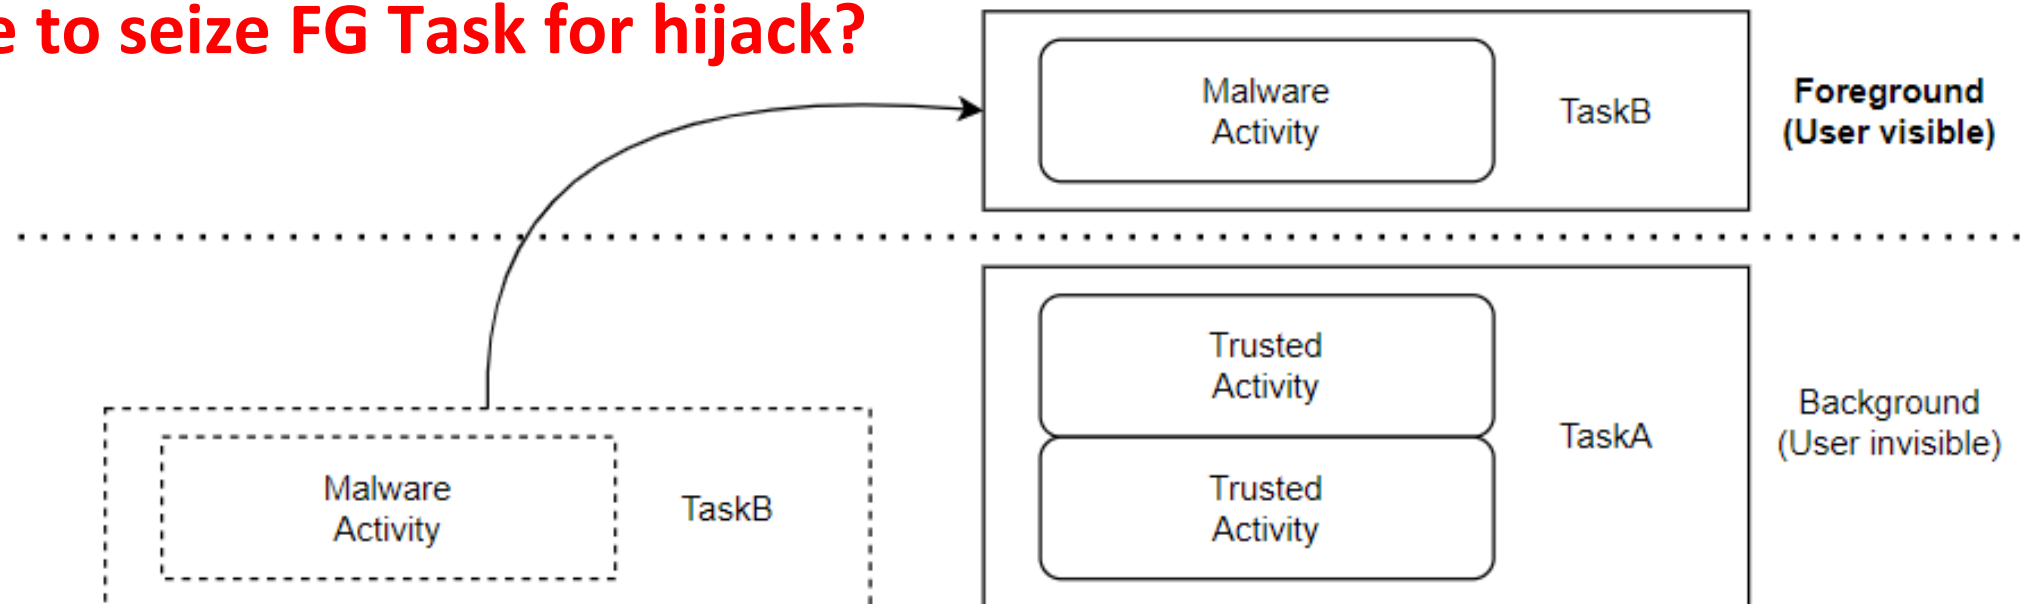 e to seize FG Task for hijack?
Malware
Activity
TaskB
Foreground
(User visible)
Trusted
Activity
TaskA
Background
(User invisible)
Trusted
Activity
Malware
Activity
TaskB